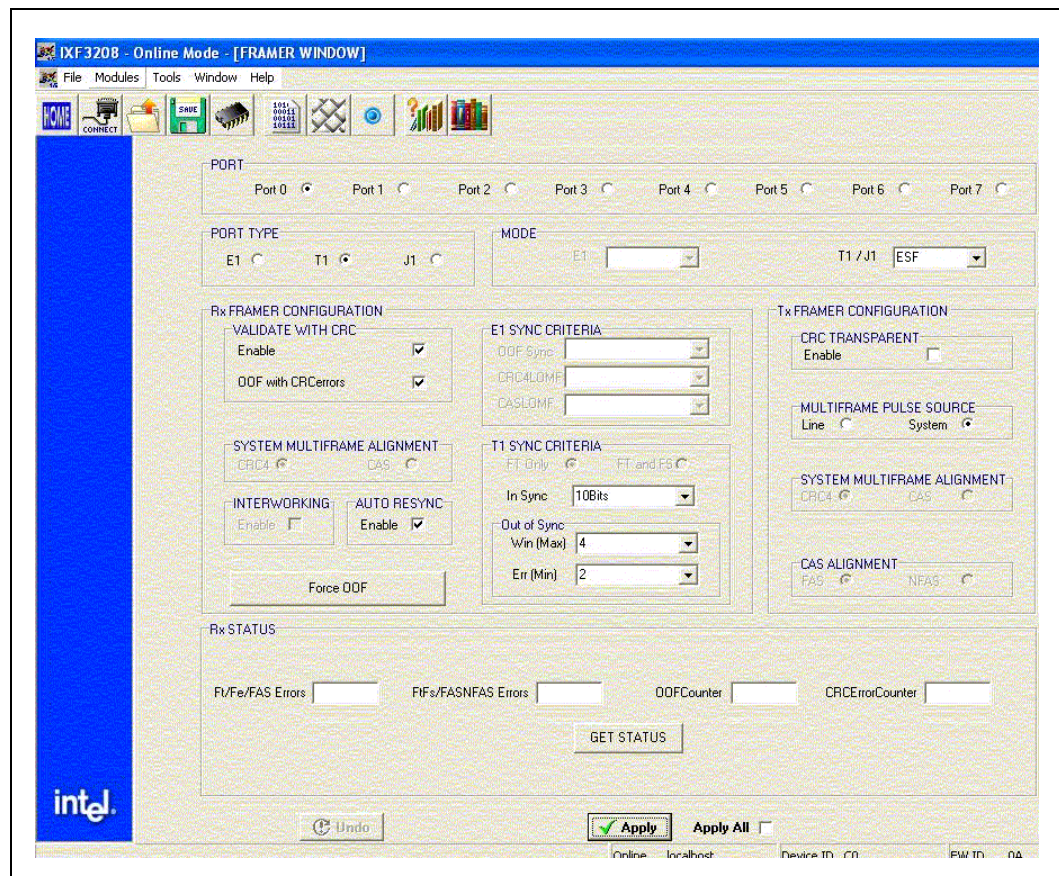 IXF3208 - Online Mode - [FRAMER WINDOW]
File Modules Tools Window Help
HOME CONNECT SAVE
PORT
Port 0 Port 1 Port 2 Port 3 Port 4 Port 5 Port 6 Port 7
PORT TYPE
E1 T1 J1
MODE
E1 T1 / J1 ESF
Rx FRAMER CONFIGURATION
VALIDATE WITH CRC
Enable
OOF with CRCerrors
SYSTEM MULTIFRAME ALIGNMENT
CRC4 CAS
INTERWORKING
Enable
AUTO RESYNC
Enable
Force OOF
E1 SYNC CRITERIA
OOF Sync
CRC4LOMF
CASLOMF
T1 SYNC CRITERIA
FT Only FT and FS
In Sync 10Bits
Out of Sync
Win (Max) 4
Err (Min) 2
Tx FRAMER CONFIGURATION
CRC TRANSPARENT
Enable
MULTIFRAME PULSE SOURCE
Line System
SYSTEM MULTIFRAME ALIGNMENT
CRC4 CAS
CAS ALIGNMENT
FAS NFAS
Rx STATUS
Ft/Fe/FAS Errors FtFs/FASNFAS Errors OOFCounter CRCErrorCounter
GET STATUS
intel.
Undo Apply Apply All
Online localhost Device ID C0 FW ID 0A